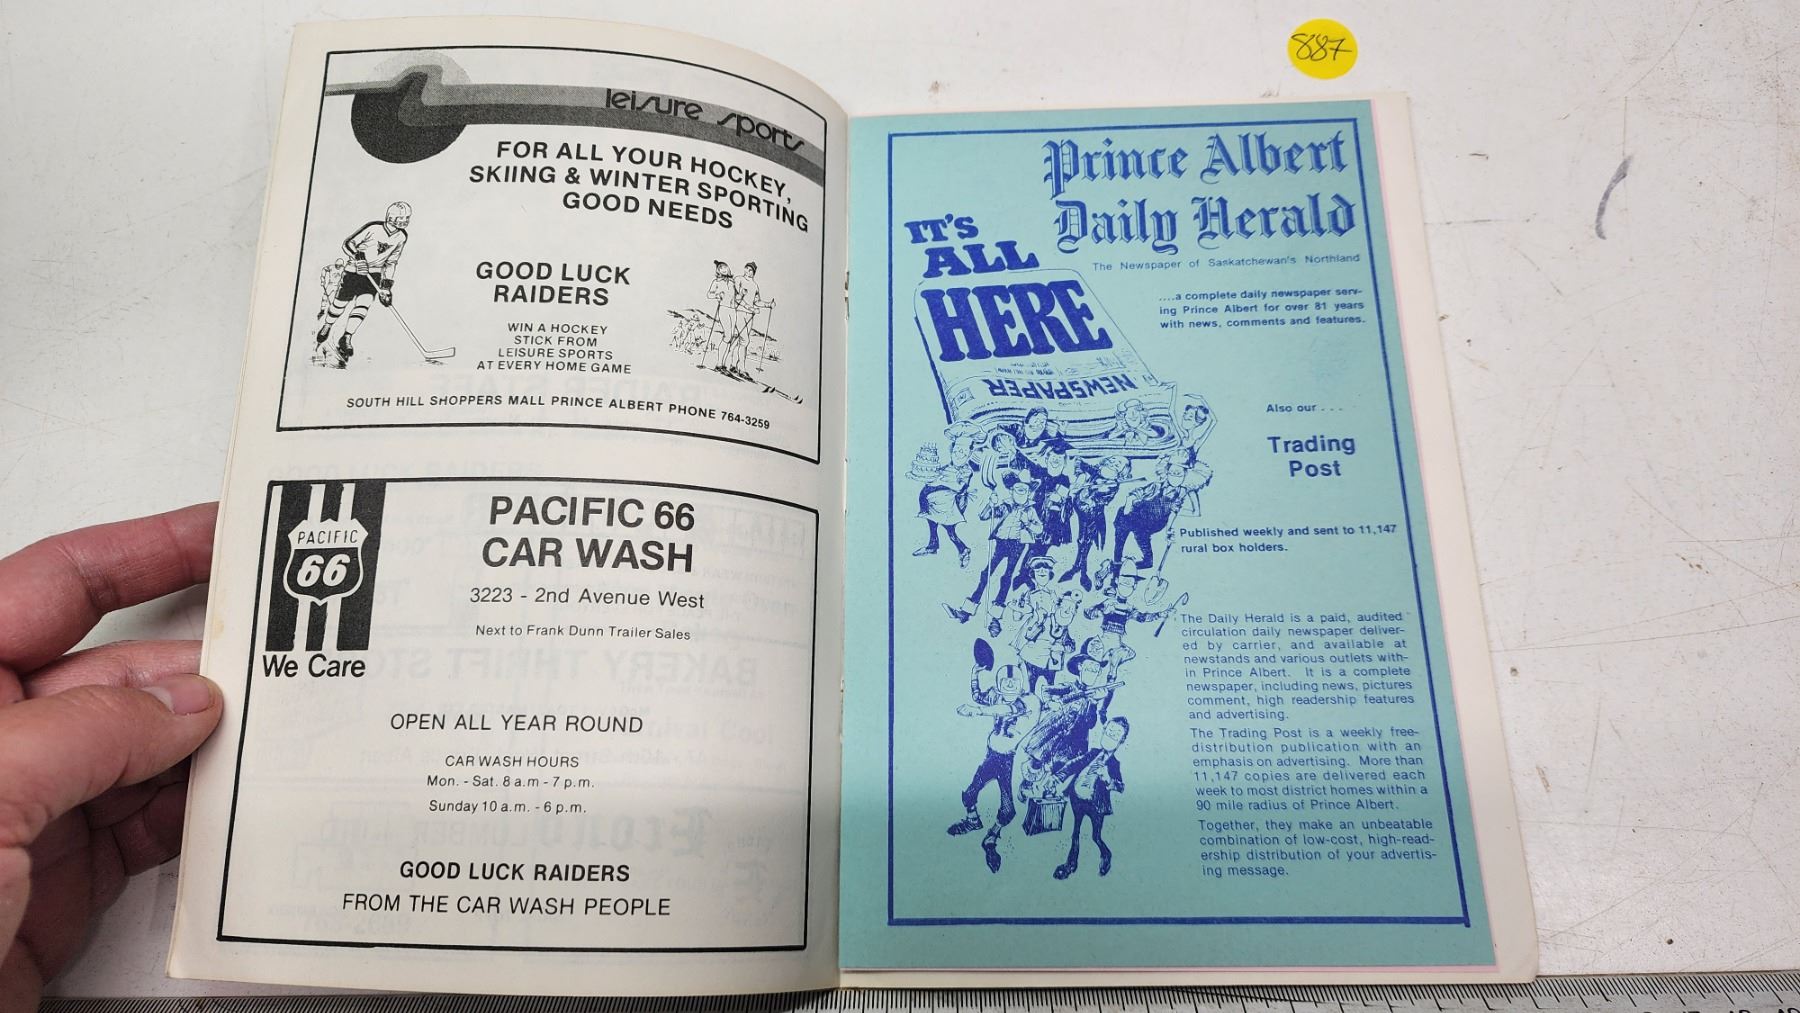 887
leisure sports
FOR ALL YOUR HOCKEY,
SKIING & WINTER SPORTING
GOOD NEEDS
GOOD LUCK
RAIDERS
WIN A HOCKEY
STICK FROM
LEISURE SPORTS
AT EVERY HOME GAME
SOUTH HILL SHOPPERS MALL PRINCE ALBERT PHONE 764-3259
PACIFIC
66
We Care
PACIFIC 66
CAR WASH
3223 - 2nd Avenue West
Next to Frank Dunn Trailer Sales
OPEN ALL YEAR ROUND
CAR WASH HOURS
Mon. - Sat. 8 a.m - 7 p.m.
Sunday 10 a.m. - 6 p.m.
GOOD LUCK RAIDERS
FROM THE CAR WASH PEOPLE
Prince Albert
Daily Herald
The Newspaper of Saskatchewan's Northland
IT'S
ALL
HERE
NEWSPAPER
....a complete daily newspaper serv-
ing Prince Albert for over 81 years
with news, comments and features.
Also our . . .
Trading
Post
Published weekly and sent to 11,147
rural box holders.
The Daily Herald is a paid, audited
circulation daily newspaper deliver-
ed by carrier, and available at
newstands and various outlets with-
in Prince Albert. It is a complete
newspaper, including news, pictures
comment, high readership features
and advertising.
The Trading Post is a weekly free-
distribution publication with an
emphasis on advertising. More than
11,147 copies are delivered each
week to most district homes within a
90 mile radius of Prince Albert.
Together, they make an unbeatable
combination of low-cost, high-read-
ership distribution of your advertis-
ing message.